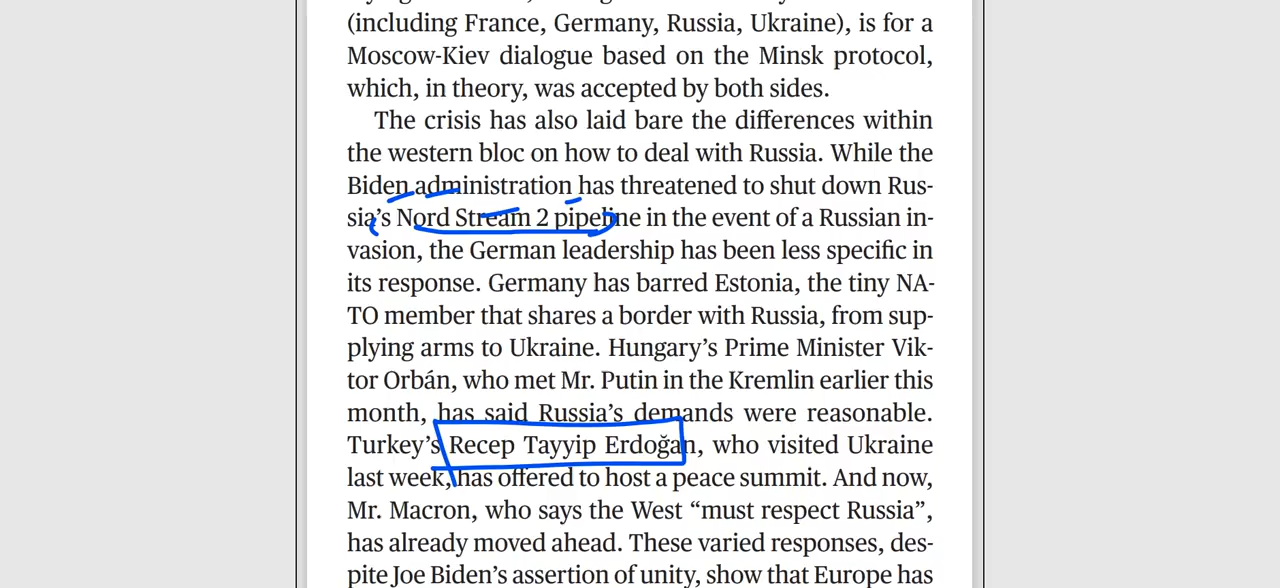 (including France, Germany, Russia, Ukraine), is for a
Moscow-Kiev dialogue based on the Minsk protocol,
which, in theory, was accepted by both sides.
The crisis has also laid bare the differences within
the western bloc on how to deal with Russia. While the
Biden administration has threatened to shut down Rus-
sia’s Nord Stream 2 pipeline in the event of a Russian in-
vasion, the German leadership has been less specific in
its response. Germany has barred Estonia, the tiny NA-
TO member that shares a border with Russia, from sup-
plying arms to Ukraine. Hungary’s Prime Minister Vik-
tor Orbán, who met Mr. Putin in the Kremlin earlier this
month, has said Russia’s demands were reasonable.
Turkey’s Recep Tayyip Erdoğan, who visited Ukraine
last week, has offered to host a peace summit. And now,
Mr. Macron, who says the West “must respect Russia”,
has already moved ahead. These varied responses, des-
pite Joe Biden’s assertion of unity, show that Europe has